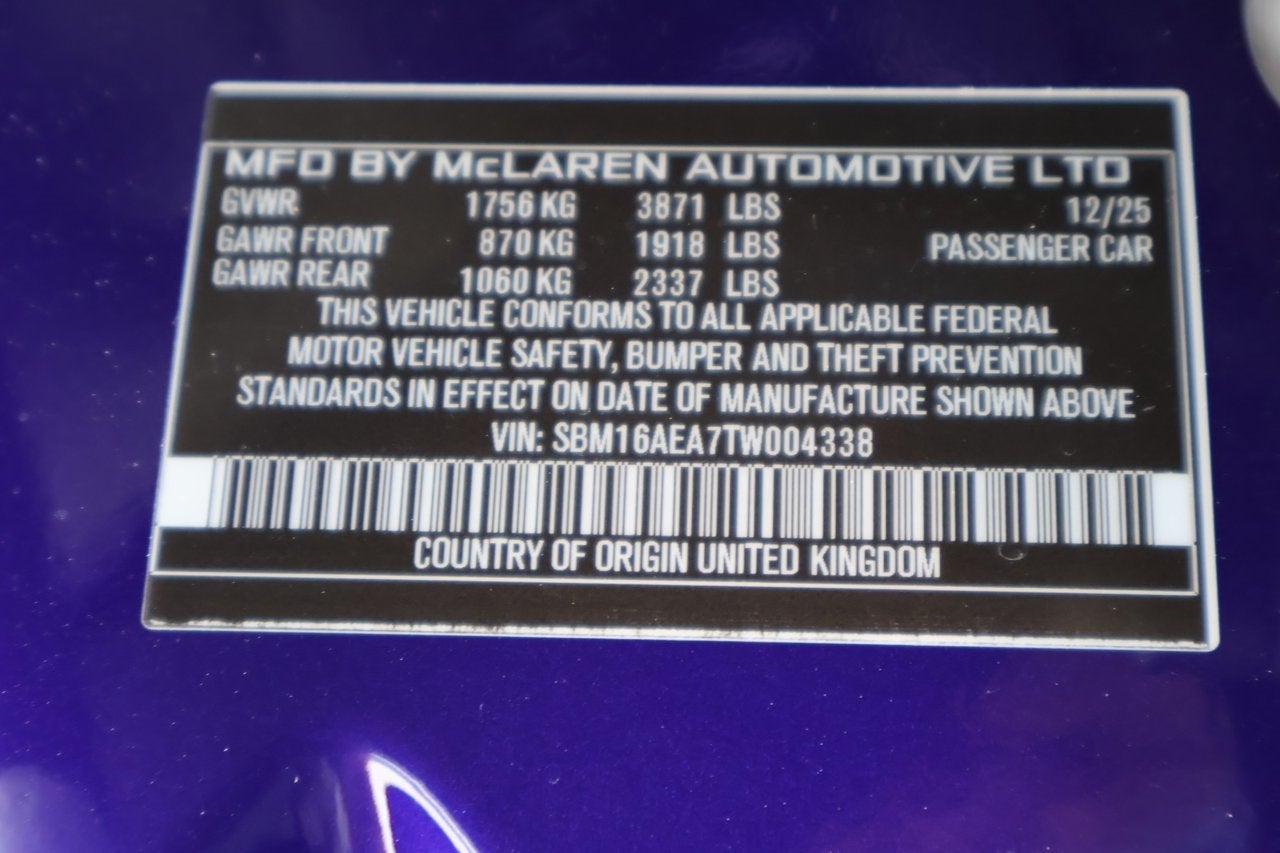 MFD BY McLAREN AUTOMOTIVE LTD
GVWR 1756 KG 3871 LBS 12/25
GAWR FRONT 870 KG 1918 LBS PASSENGER CAR
GAWR REAR 1060 KG 2337 LBS
THIS VEHICLE CONFORMS TO ALL APPLICABLE FEDERAL
MOTOR VEHICLE SAFETY, BUMPER AND THEFT PREVENTION
STANDARDS IN EFFECT ON DATE OF MANUFACTURE SHOWN ABOVE
VIN: SBM16AEA7TW004338
COUNTRY OF ORIGIN UNITED KINGDOM